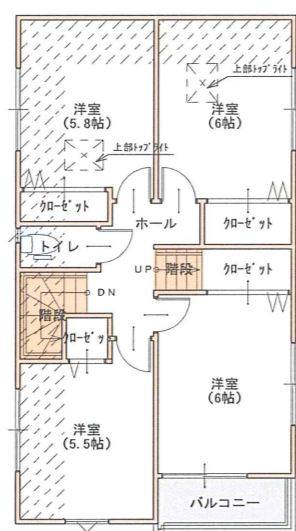 上部トップライト
洋室
(5.8帖)
洋室
(6帖)
上部トップライト
クローゼット
ホール
クローゼット
トイレ
UP
階段
クローゼット
DN
階段
クローゼッ
洋室
(6帖)
洋室
(5.5帖)
バルコニー